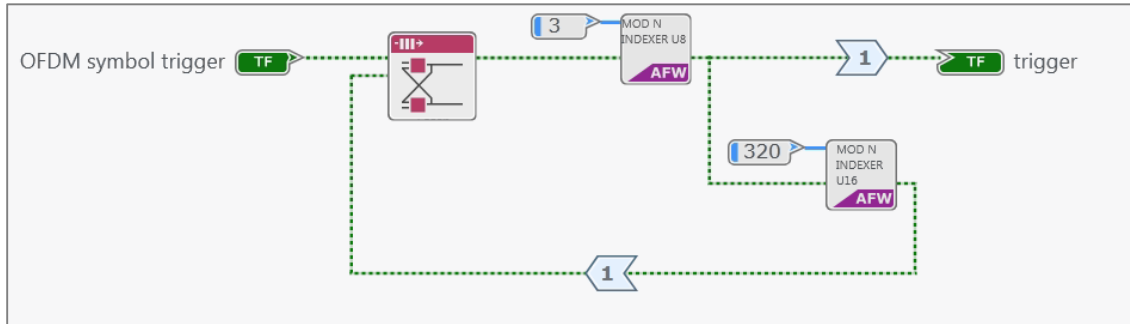 OFDM symbol trigger
TF
3
MOD N
INDEXER U8
AFW
1
TF
trigger
320
MOD N
INDEXER
U16
AFW
1